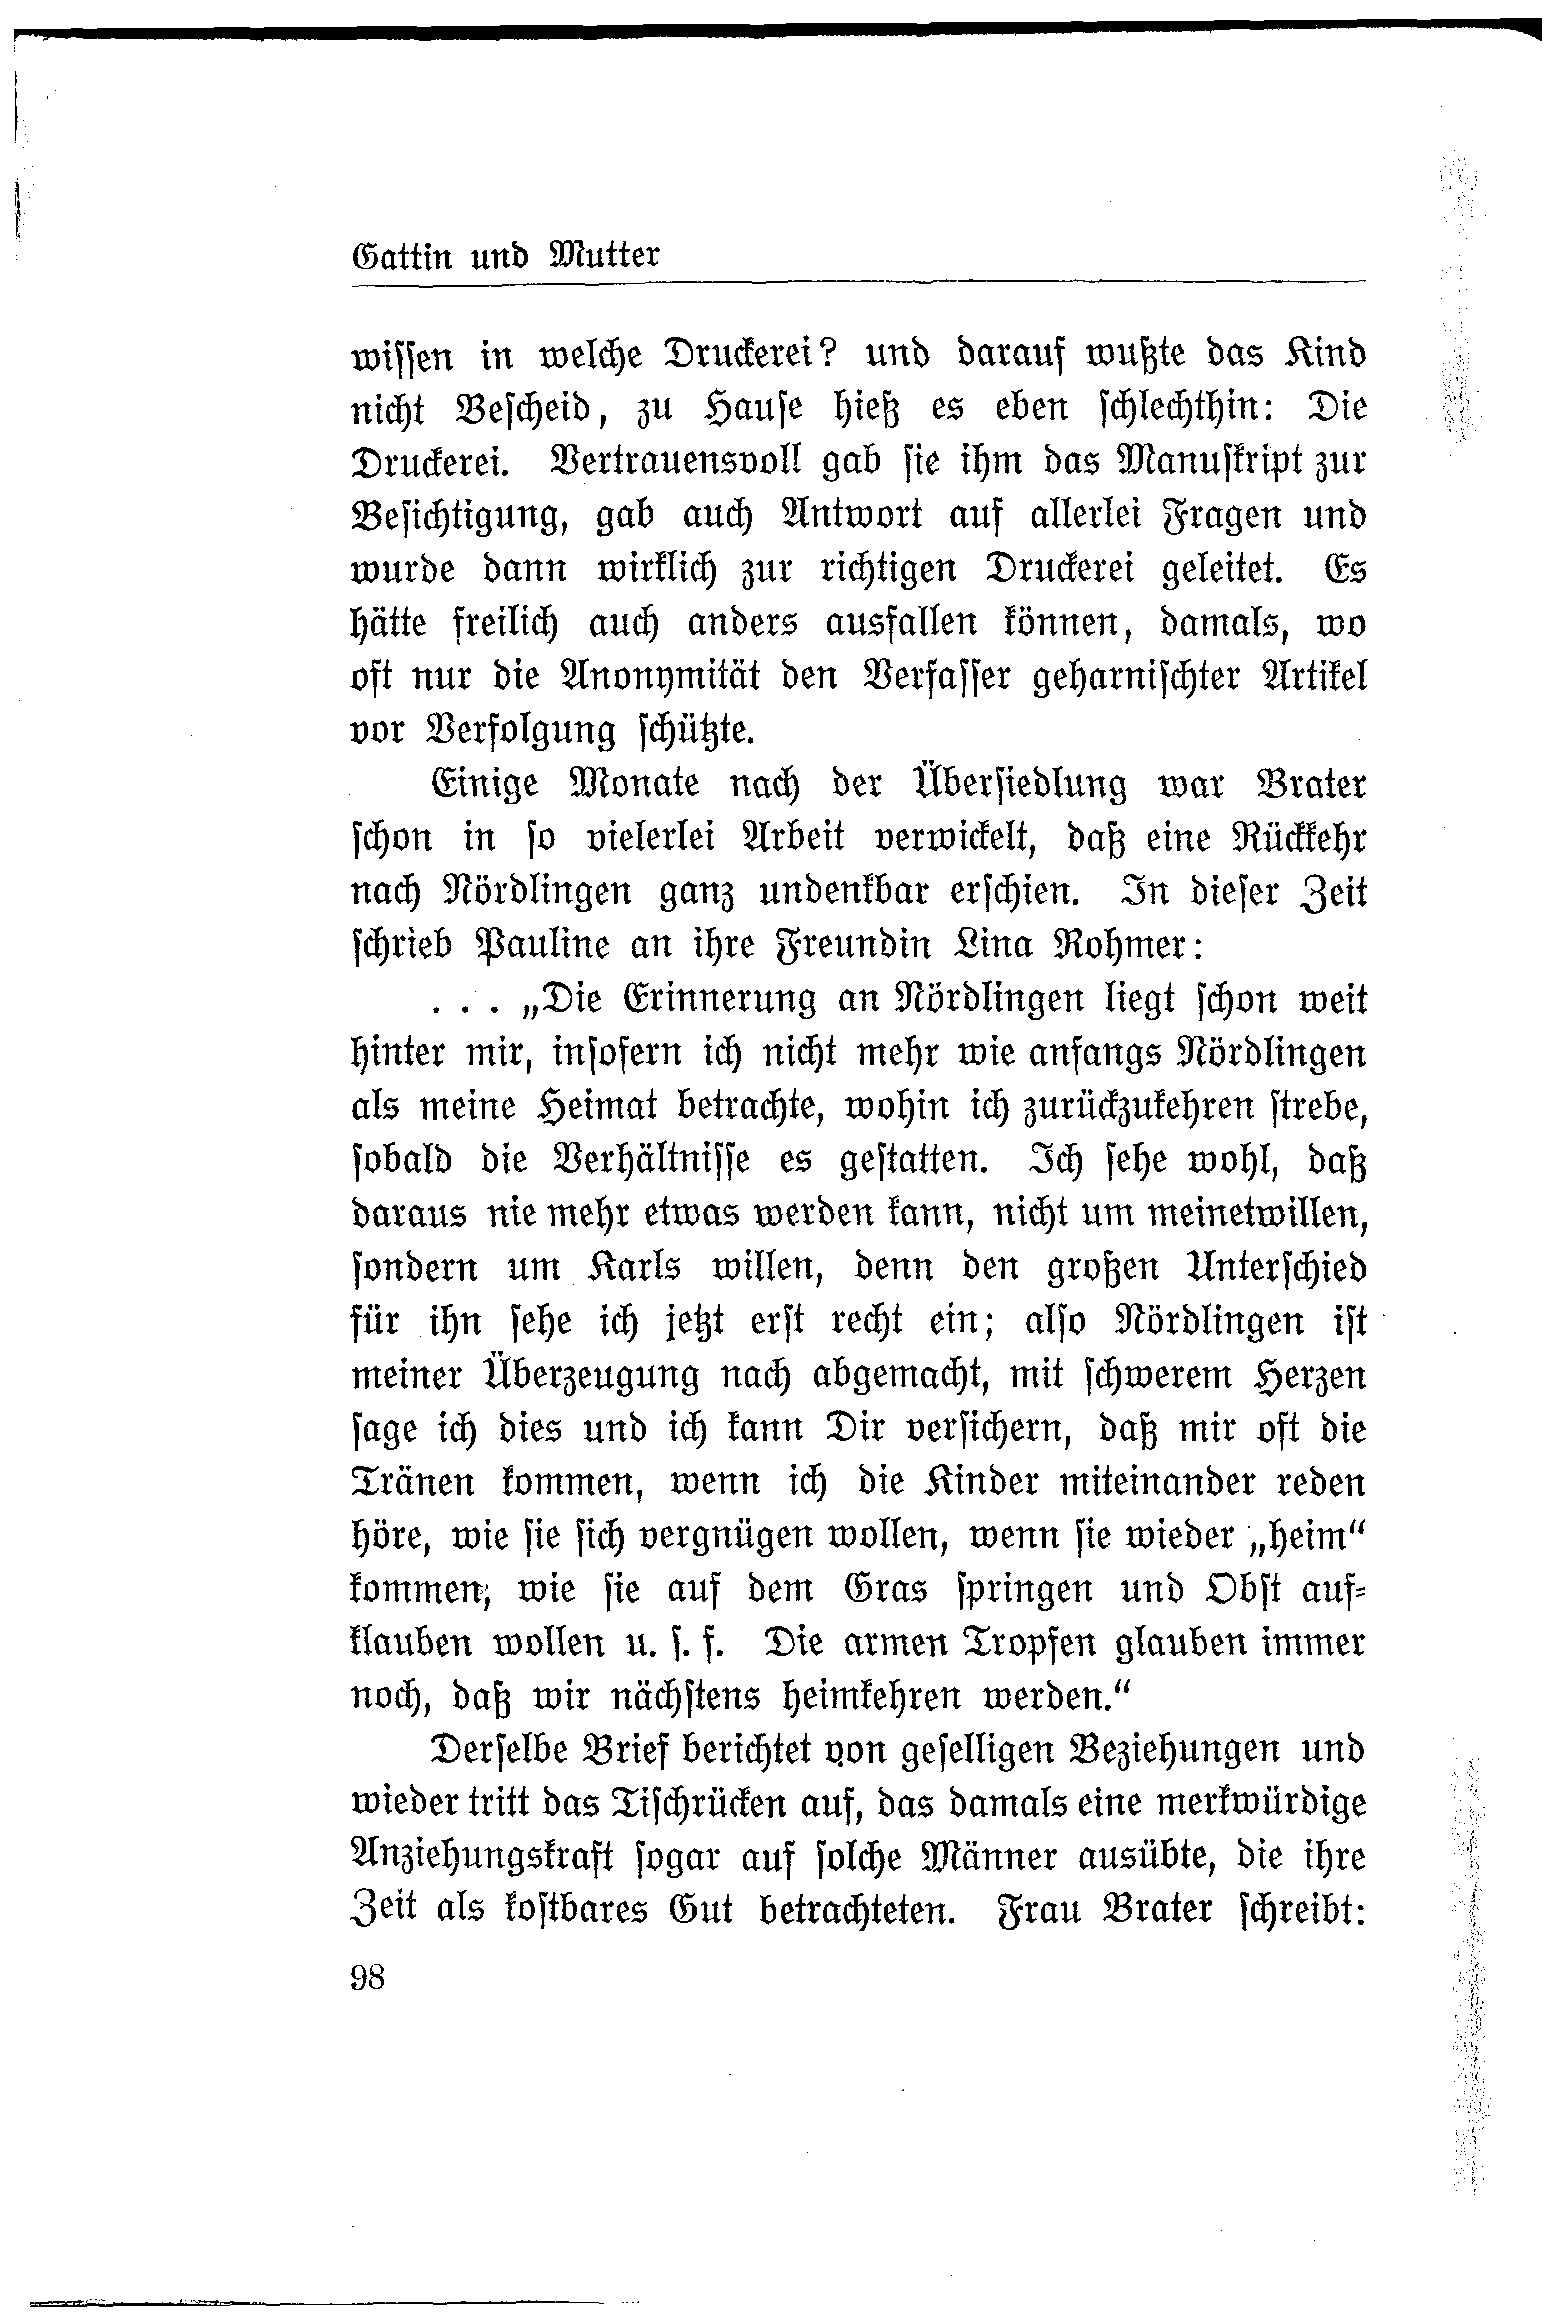 Gattin und Mutter
wissen in welche Druckerei? und darauf wußte das Kind
nicht Bescheid, zu Hause hieß es eben schlechthin: Die
Druckerei. Vertrauensvoll gab sie ihm das Manuskript zur
Besichtigung, gab auch Antwort auf allerlei Fragen und
wurde dann wirklich zur richtigen Druckerei geleitet. Es
hätte freilich auch anders ausfallen können, damals, wo
oft nur die Anonymität den Verfasser geharnischter Artikel
vor Verfolgung schützte.
Einige Monate nach der Übersiedlung war Brater
schon in so vielerlei Arbeit verwickelt, daß eine Rückkehr
nach Nördlingen ganz undenkbar erschien. In dieser Zeit
schrieb Pauline an ihre Freundin Lina Rohmer:
. . . „Die Erinnerung an Nördlingen liegt schon weit
hinter mir, insofern ich nicht mehr wie anfangs Nördlingen
als meine Heimat betrachte, wohin ich zurückzukehren strebe,
sobald die Verhältnisse es gestatten. Ich sehe wohl, daß
daraus nie mehr etwas werden kann, nicht um meinetwillen,
sondern um Karls willen, denn den großen Unterschied
für ihn sehe ich jetzt erst recht ein; also Nördlingen ist
meiner Überzeugung nach abgemacht, mit schwerem Herzen
sage ich dies und ich kann Dir versichern, daß mir oft die
Tränen kommen, wenn ich die Kinder miteinander reden
höre, wie sie sich vergnügen wollen, wenn sie wieder „heim“
kommen; wie sie auf dem Gras springen und Obst auf-
klauben wollen u. s. f. Die armen Tropfen glauben immer
noch, daß wir nächstens heimkehren werden.“
Derselbe Brief berichtet von geselligen Beziehungen und
wieder tritt das Tischrücken auf, das damals eine merkwürdige
Anziehungskraft sogar auf solche Männer ausübte, die ihre
Zeit als kostbares Gut betrachteten. Frau Brater schreibt:
98